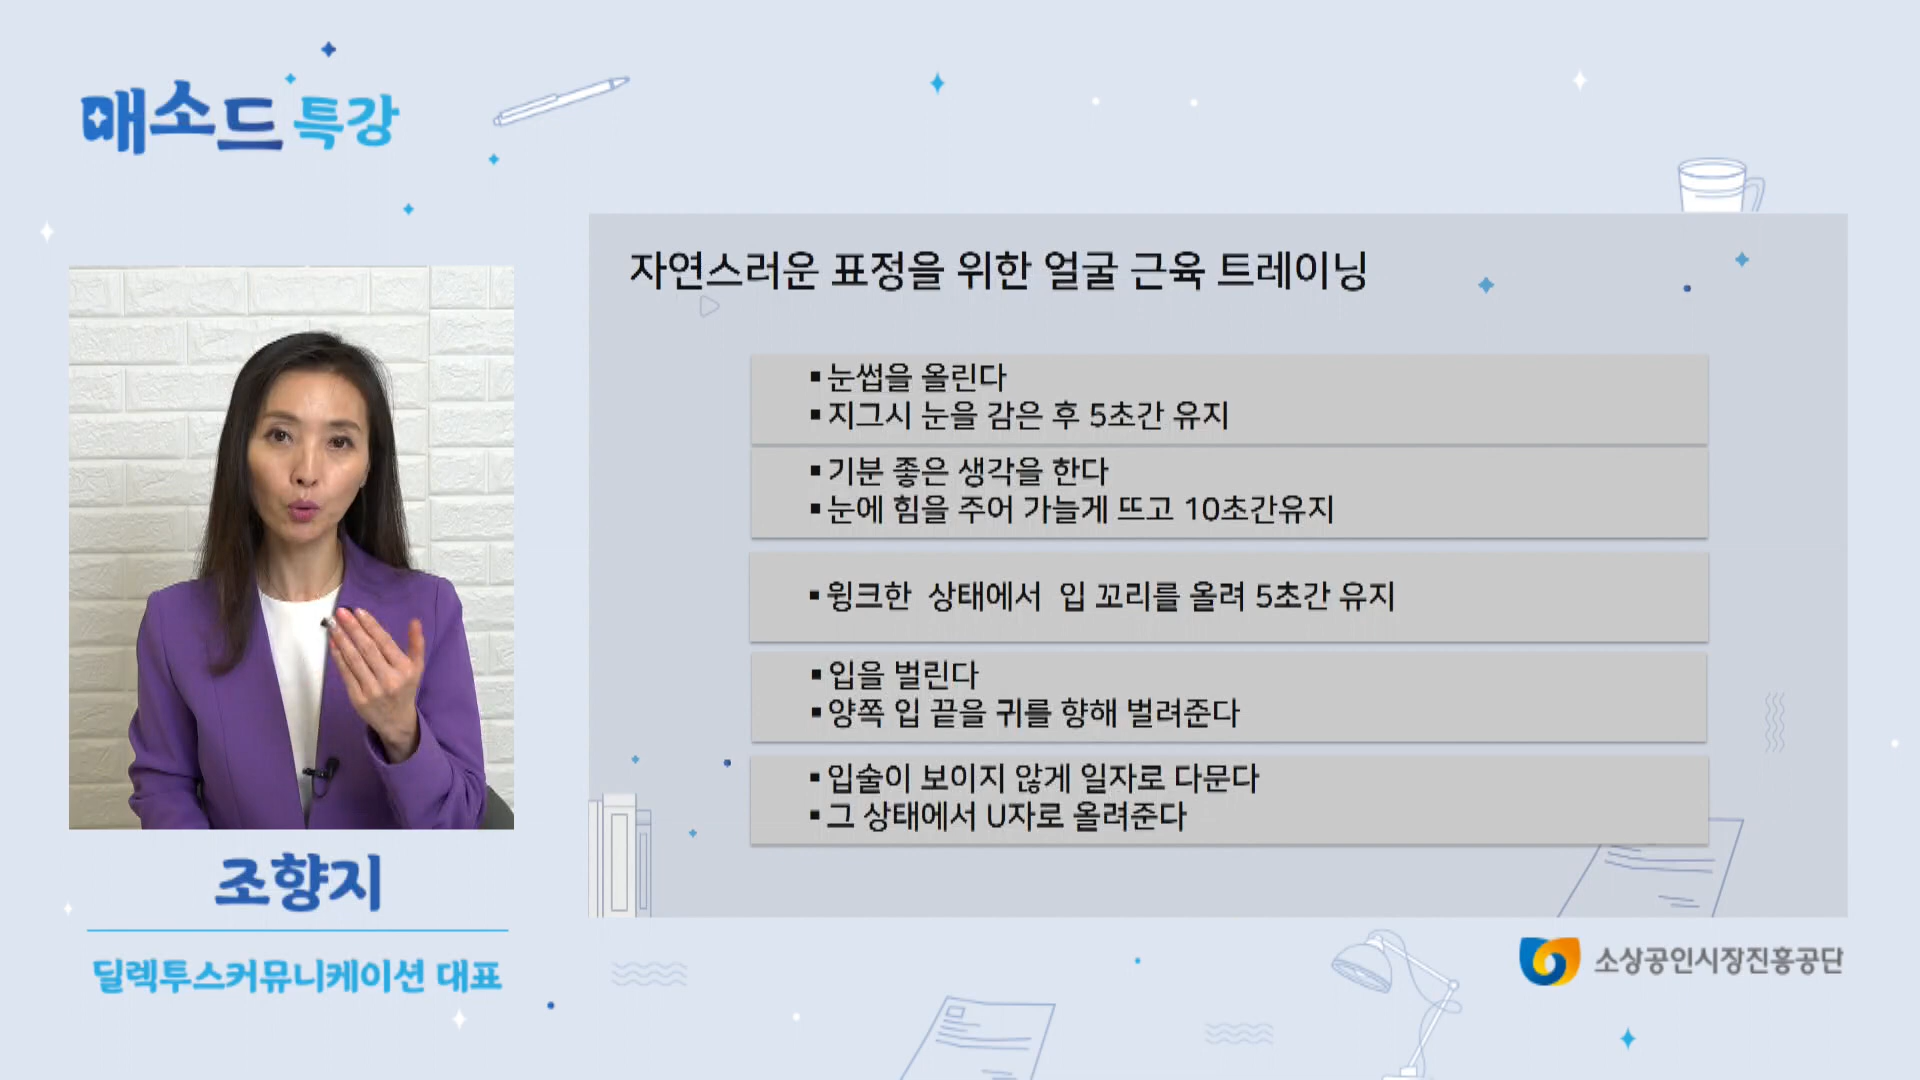 매소드 특강
자연스러운 표정을 위한 얼굴 근육 트레이닝
▪눈썹을 올린다
▪지그시 눈을 감은 후 5초간 유지
▪기분 좋은 생각을 한다
▪눈에 힘을 주어 가늘게 뜨고 10초간유지
▪윙크한 상태에서 입 꼬리를 올려 5초간 유지
▪입을 벌린다
▪양쪽 입 끝을 귀를 향해 벌려준다
▪입술이 보이지 않게 일자로 다문다
▪그 상태에서 U자로 올려준다
조향지
딜렉투스커뮤니케이션 대표
소상공인시장진흥공단